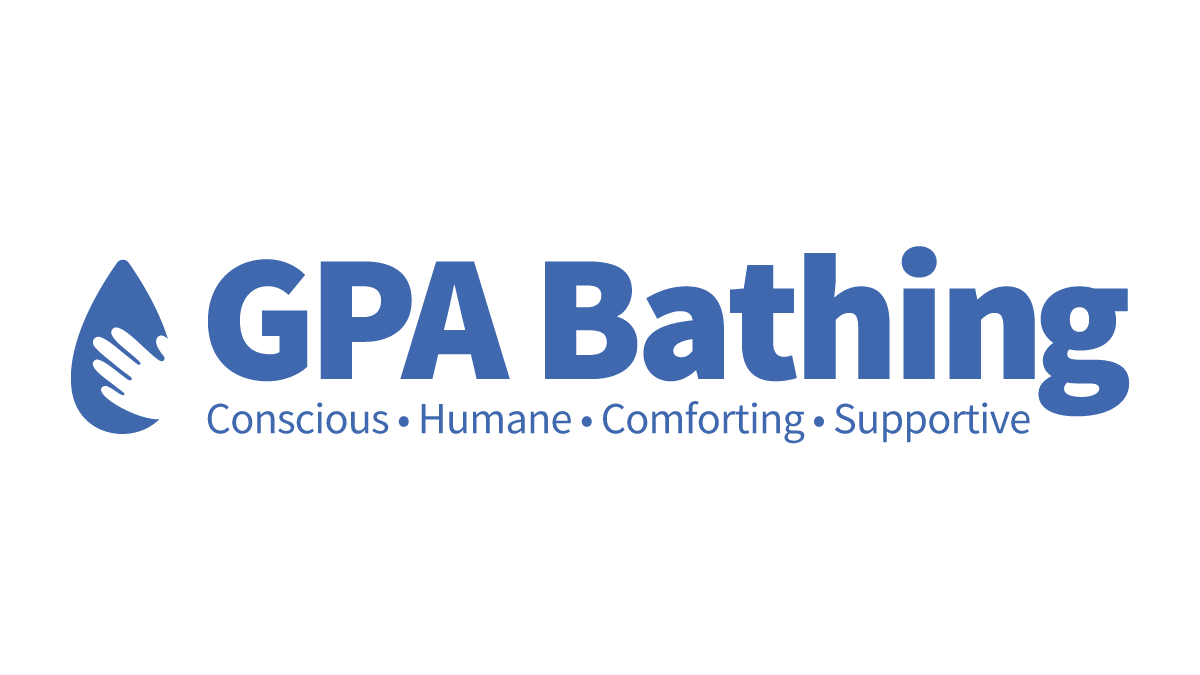 GPA Bathing
Conscious • Humane • Comforting • Supportive